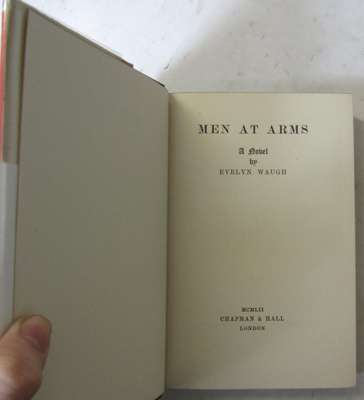 MEN AT ARMS
A Novel
by
EVELYN WAUGH
MCMLII
CHAPMAN & HALL
LONDON